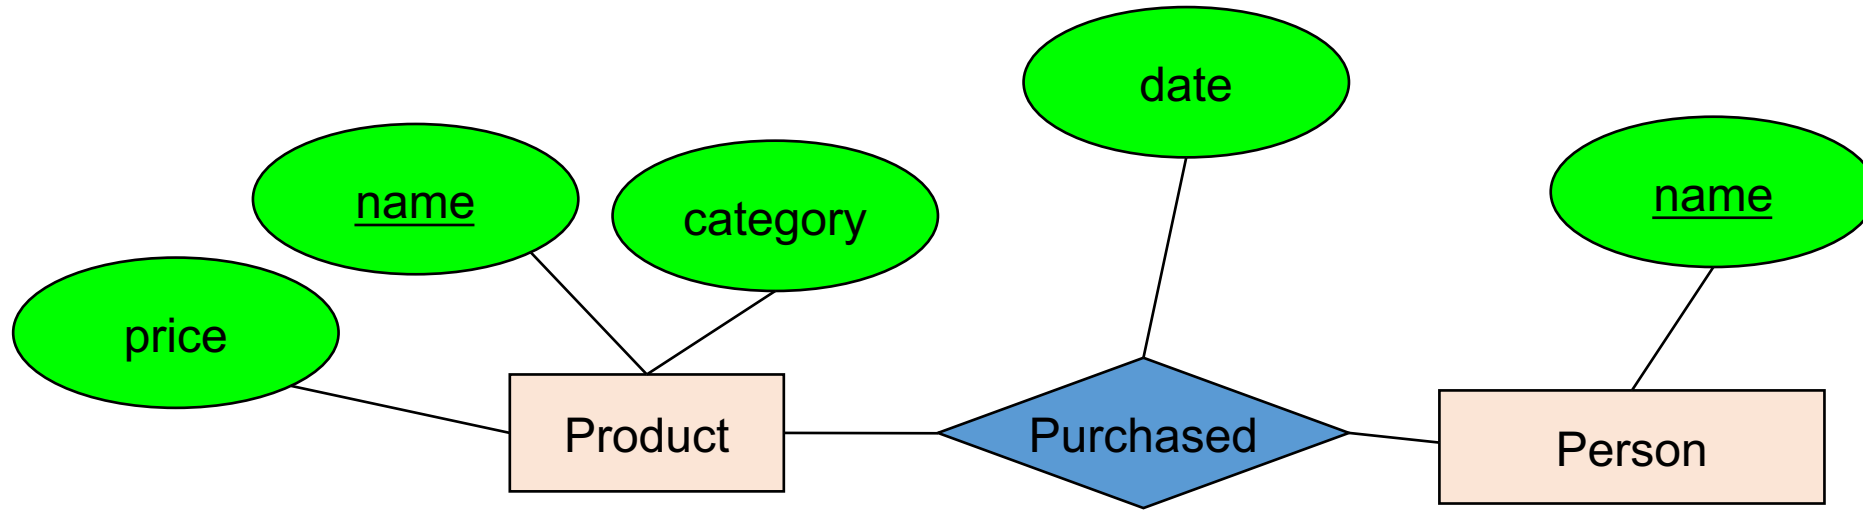 date
name
name
category
price
Product
Purchased
Person